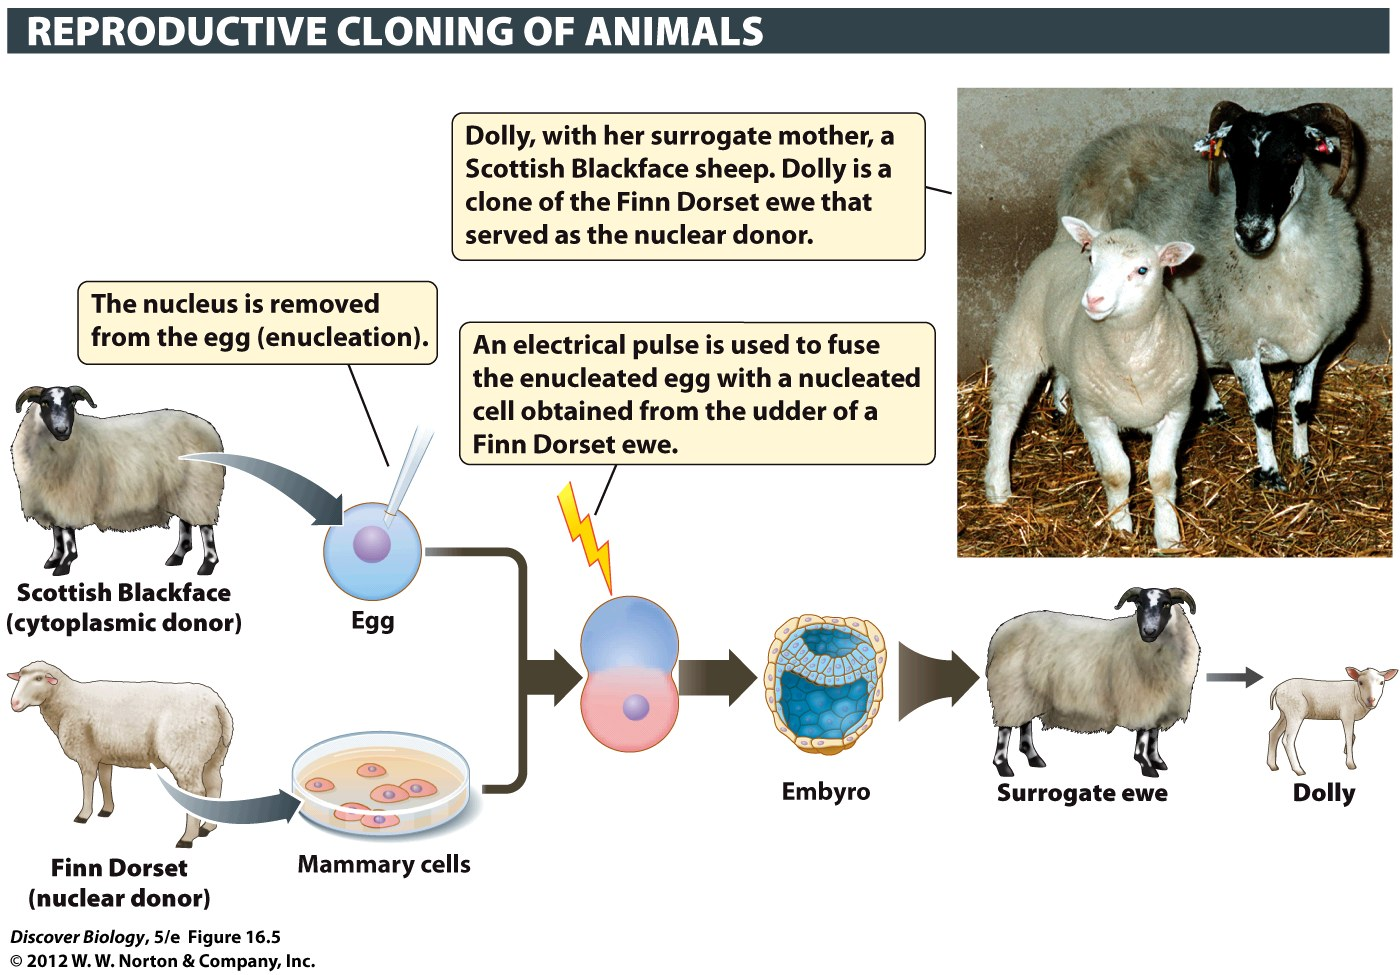 REPRODUCTIVE CLONING OF ANIMALS
Dolly, with her surrogate mother, a
Scottish Blackface sheep. Dolly is a
clone of the Finn Dorset ewe that
served as the nuclear donor.
The nucleus is removed
from the egg (enucleation).
An electrical pulse is used to fuse
the enucleated egg with a nucleated
cell obtained from the udder of a
Finn Dorset ewe.
Scottish Blackface
(cytoplasmic donor)
Egg
Embyro
Surrogate ewe
Dolly
Mammary cells
Finn Dorset
(nuclear donor)
Discover Biology, 5/e Figure 16.5
© 2012 W. W. Norton & Company, Inc.